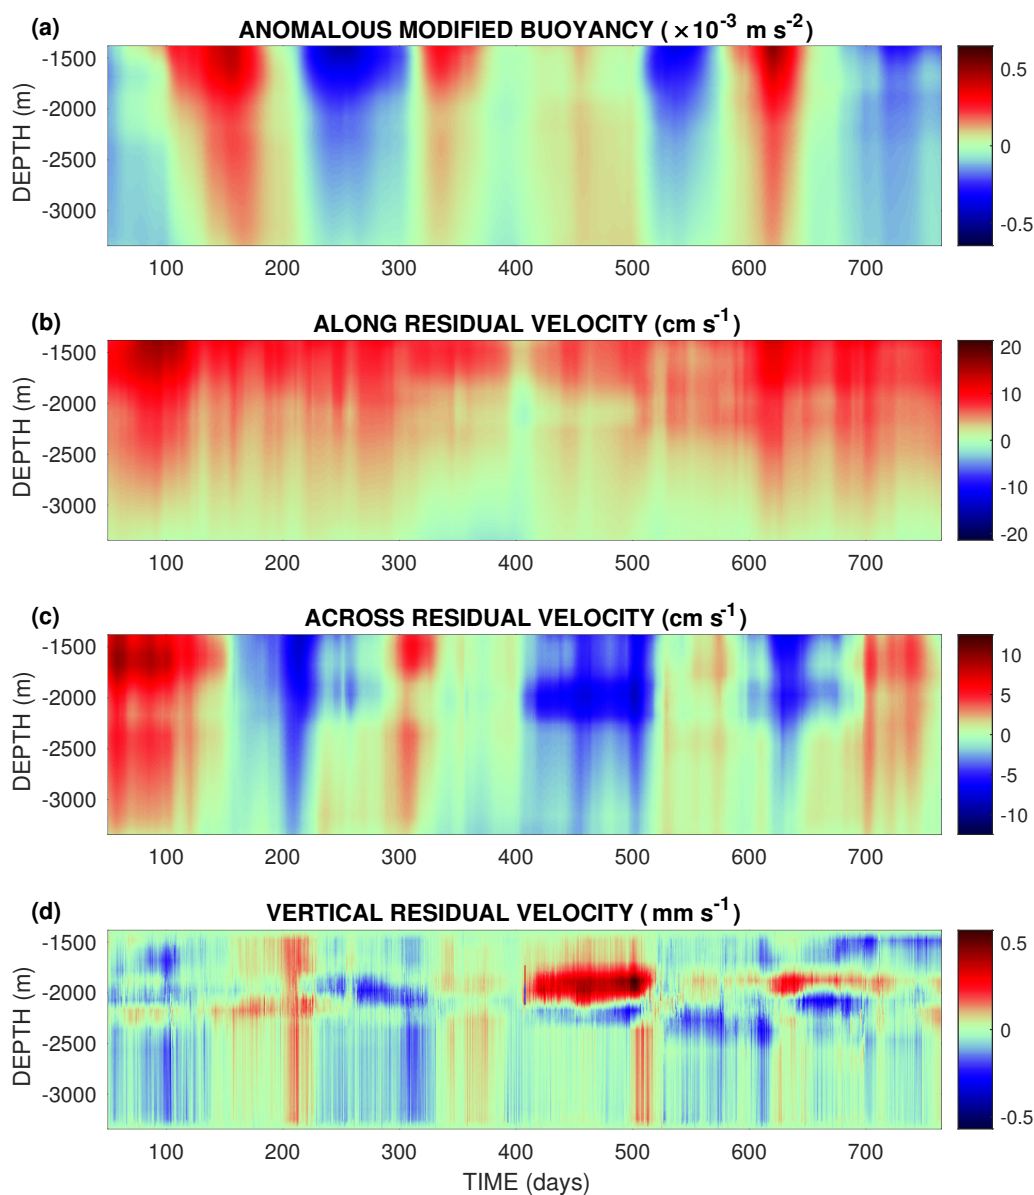 (a) ANOMALOUS MODIFIED BUOYANCY (×10⁻³ m s⁻²)
DEPTH (m)
-1500
-2000
-2500
-3000
100 200 300 400 500 600 700
0.5
0
-0.5
(b) ALONG RESIDUAL VELOCITY (cm s⁻¹)
DEPTH (m)
-1500
-2000
-2500
-3000
100 200 300 400 500 600 700
20
10
0
-10
-20
(c) ACROSS RESIDUAL VELOCITY (cm s⁻¹)
DEPTH (m)
-1500
-2000
-2500
-3000
100 200 300 400 500 600 700
10
5
0
-5
-10
(d) VERTICAL RESIDUAL VELOCITY (mm s⁻¹)
DEPTH (m)
-1500
-2000
-2500
-3000
100 200 300 400 500 600 700
0.5
0
-0.5
TIME (days)